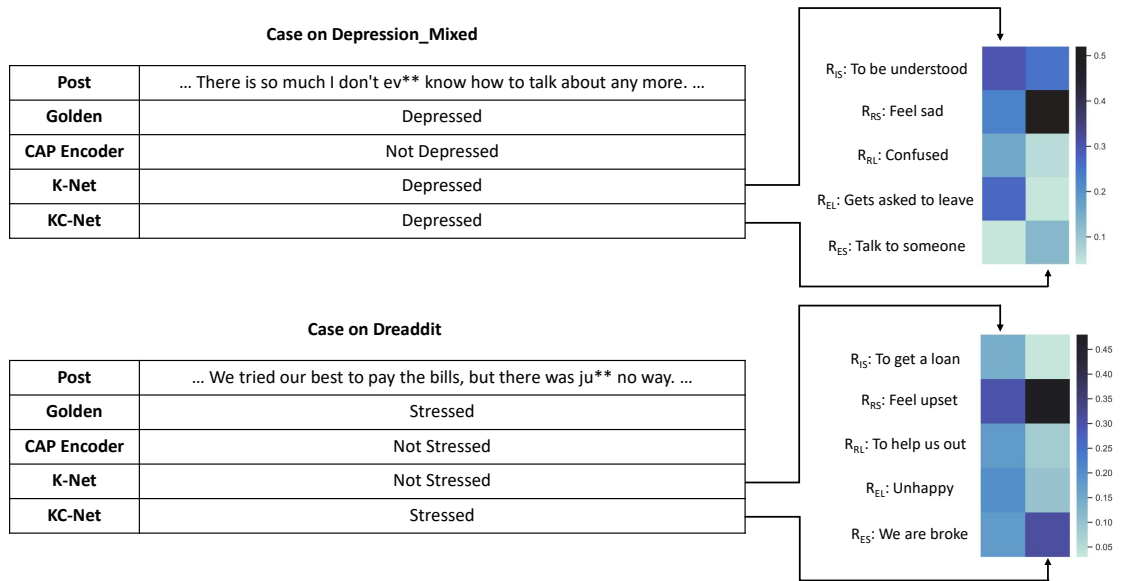 Case on Depression_Mixed
Post ... There is so much I don't ev** know how to talk about any more. ...
Golden Depressed
CAP Encoder Not Depressed
K-Net Depressed
KC-Net Depressed
R_IS: To be understood
R_RS: Feel sad
R_RL: Confused
R_EL: Gets asked to leave
R_ES: Talk to someone
0.5
0.4
0.3
0.2
0.1
Case on Dreaddit
Post ... We tried our best to pay the bills, but there was ju** no way. ...
Golden Stressed
CAP Encoder Not Stressed
K-Net Not Stressed
KC-Net Stressed
R_IS: To get a loan
R_RS: Feel upset
R_RL: To help us out
R_EL: Unhappy
R_ES: We are broke
0.45
0.40
0.35
0.30
0.25
0.20
0.15
0.10
0.05